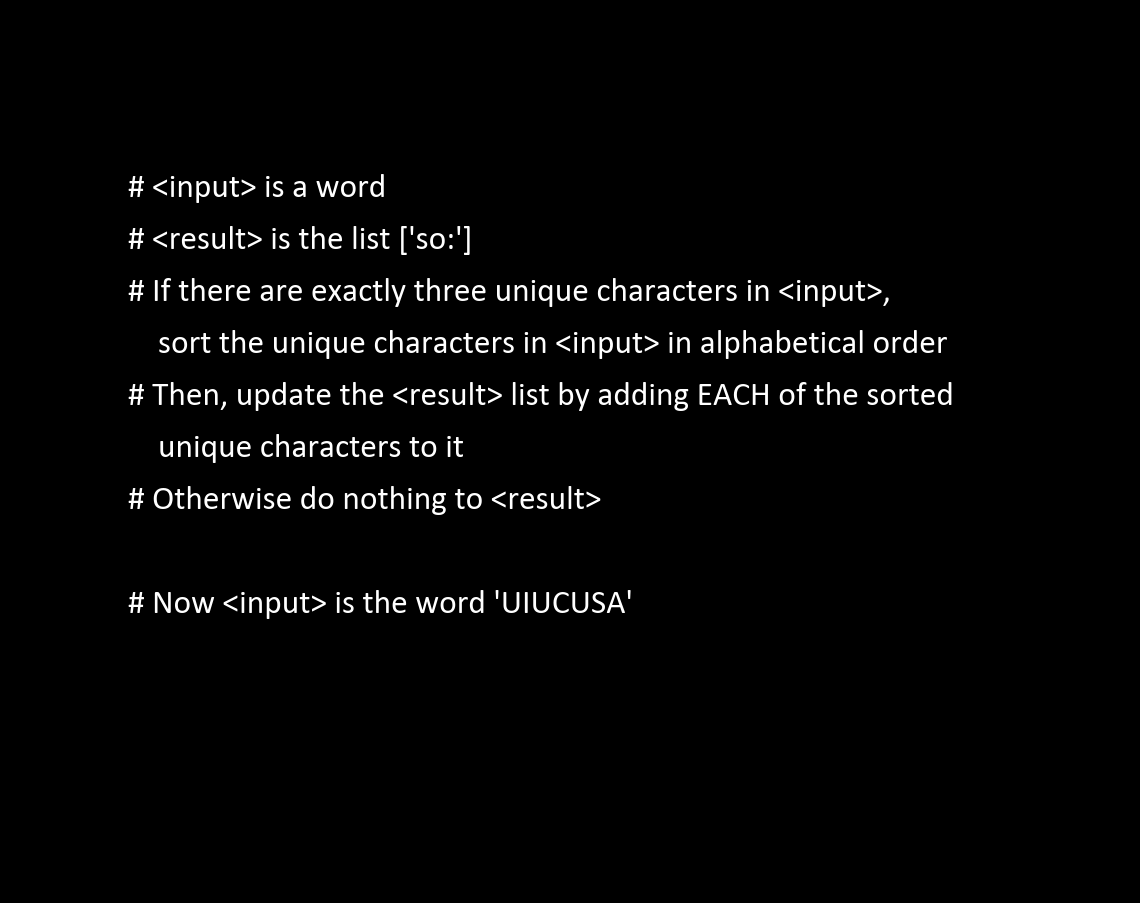 # <input> is a word
# <result> is the list ['so:']
# If there are exactly three unique characters in <input>,
sort the unique characters in <input> in alphabetical order
# Then, update the <result> list by adding EACH of the sorted
unique characters to it
# Otherwise do nothing to <result>
# Now <input> is the word 'UIUCUSA'